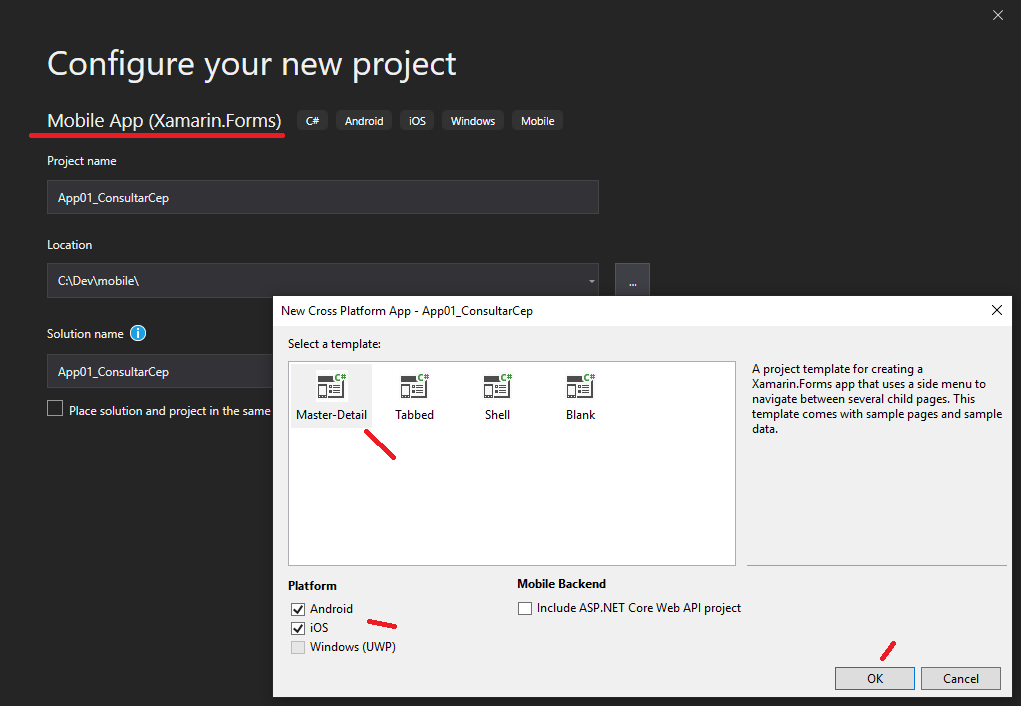 Configure your new project
Mobile App (Xamarin.Forms) C# Android iOS Windows Mobile
Project name
App01_ConsultarCep
Location
C:\Dev\mobile\
...
Solution name
App01_ConsultarCep
Place solution and project in the same
New Cross Platform App - App01_ConsultarCep
Select a template:
C# C# C# C#
Master-Detail Tabbed Shell Blank
A project template for creating a
Xamarin.Forms app that uses a side menu to
navigate between several child pages. This
template comes with sample pages and sample
data.
Platform
Android
iOS
Windows (UWP)
Mobile Backend
Include ASP.NET Core Web API project
OK Cancel